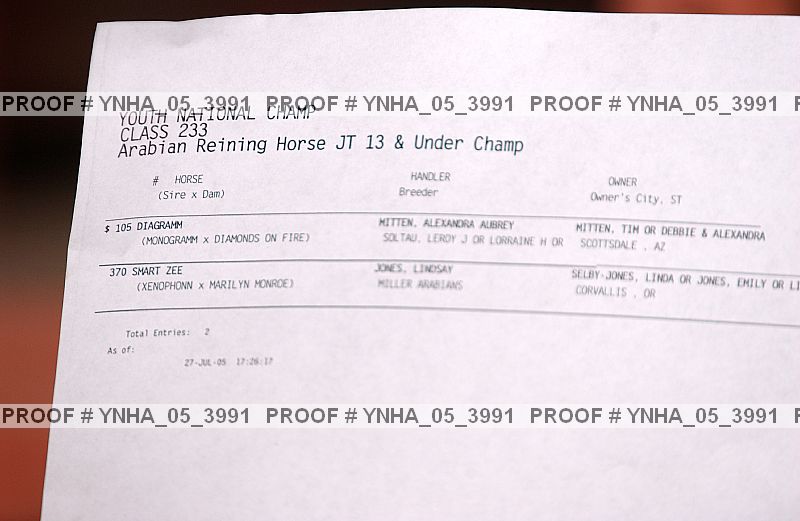 PROOF # YNHA_05_3991 PROOF # YNHA_05_3991 PROOF # YNHA_05_3991 P
YOUTH NATIONAL CHAMP
CLASS 233
Arabian Reining Horse JT 13 & Under Champ
# HORSE HANDLER OWNER
(Sire x Dam) Breeder Owner's City, ST
$ 105 DIAGRAMM MITTEN, ALEXANDRA AUBREY MITTEN, TIM OR DEBBIE & ALEXANDRA
(MONOGRAMM x DIAMONDS ON FIRE) SOLTAU, LEROY J OR LORRAINE H OR SCOTTSDALE , AZ
370 SMART ZEE JONES, LINDSAY SELBY-JONES, LINDA OR JONES, EMILY OR LI
(XENOPHONN x MARILYN MONROE) MILLER ARABIANS CORVALLIS , OR
Total Entries: 2
As of:
27-JUL-05 17:26:17
PROOF # YNHA_05_3991 PROOF # YNHA_05_3991 PROOF # YNHA_05_3991 P